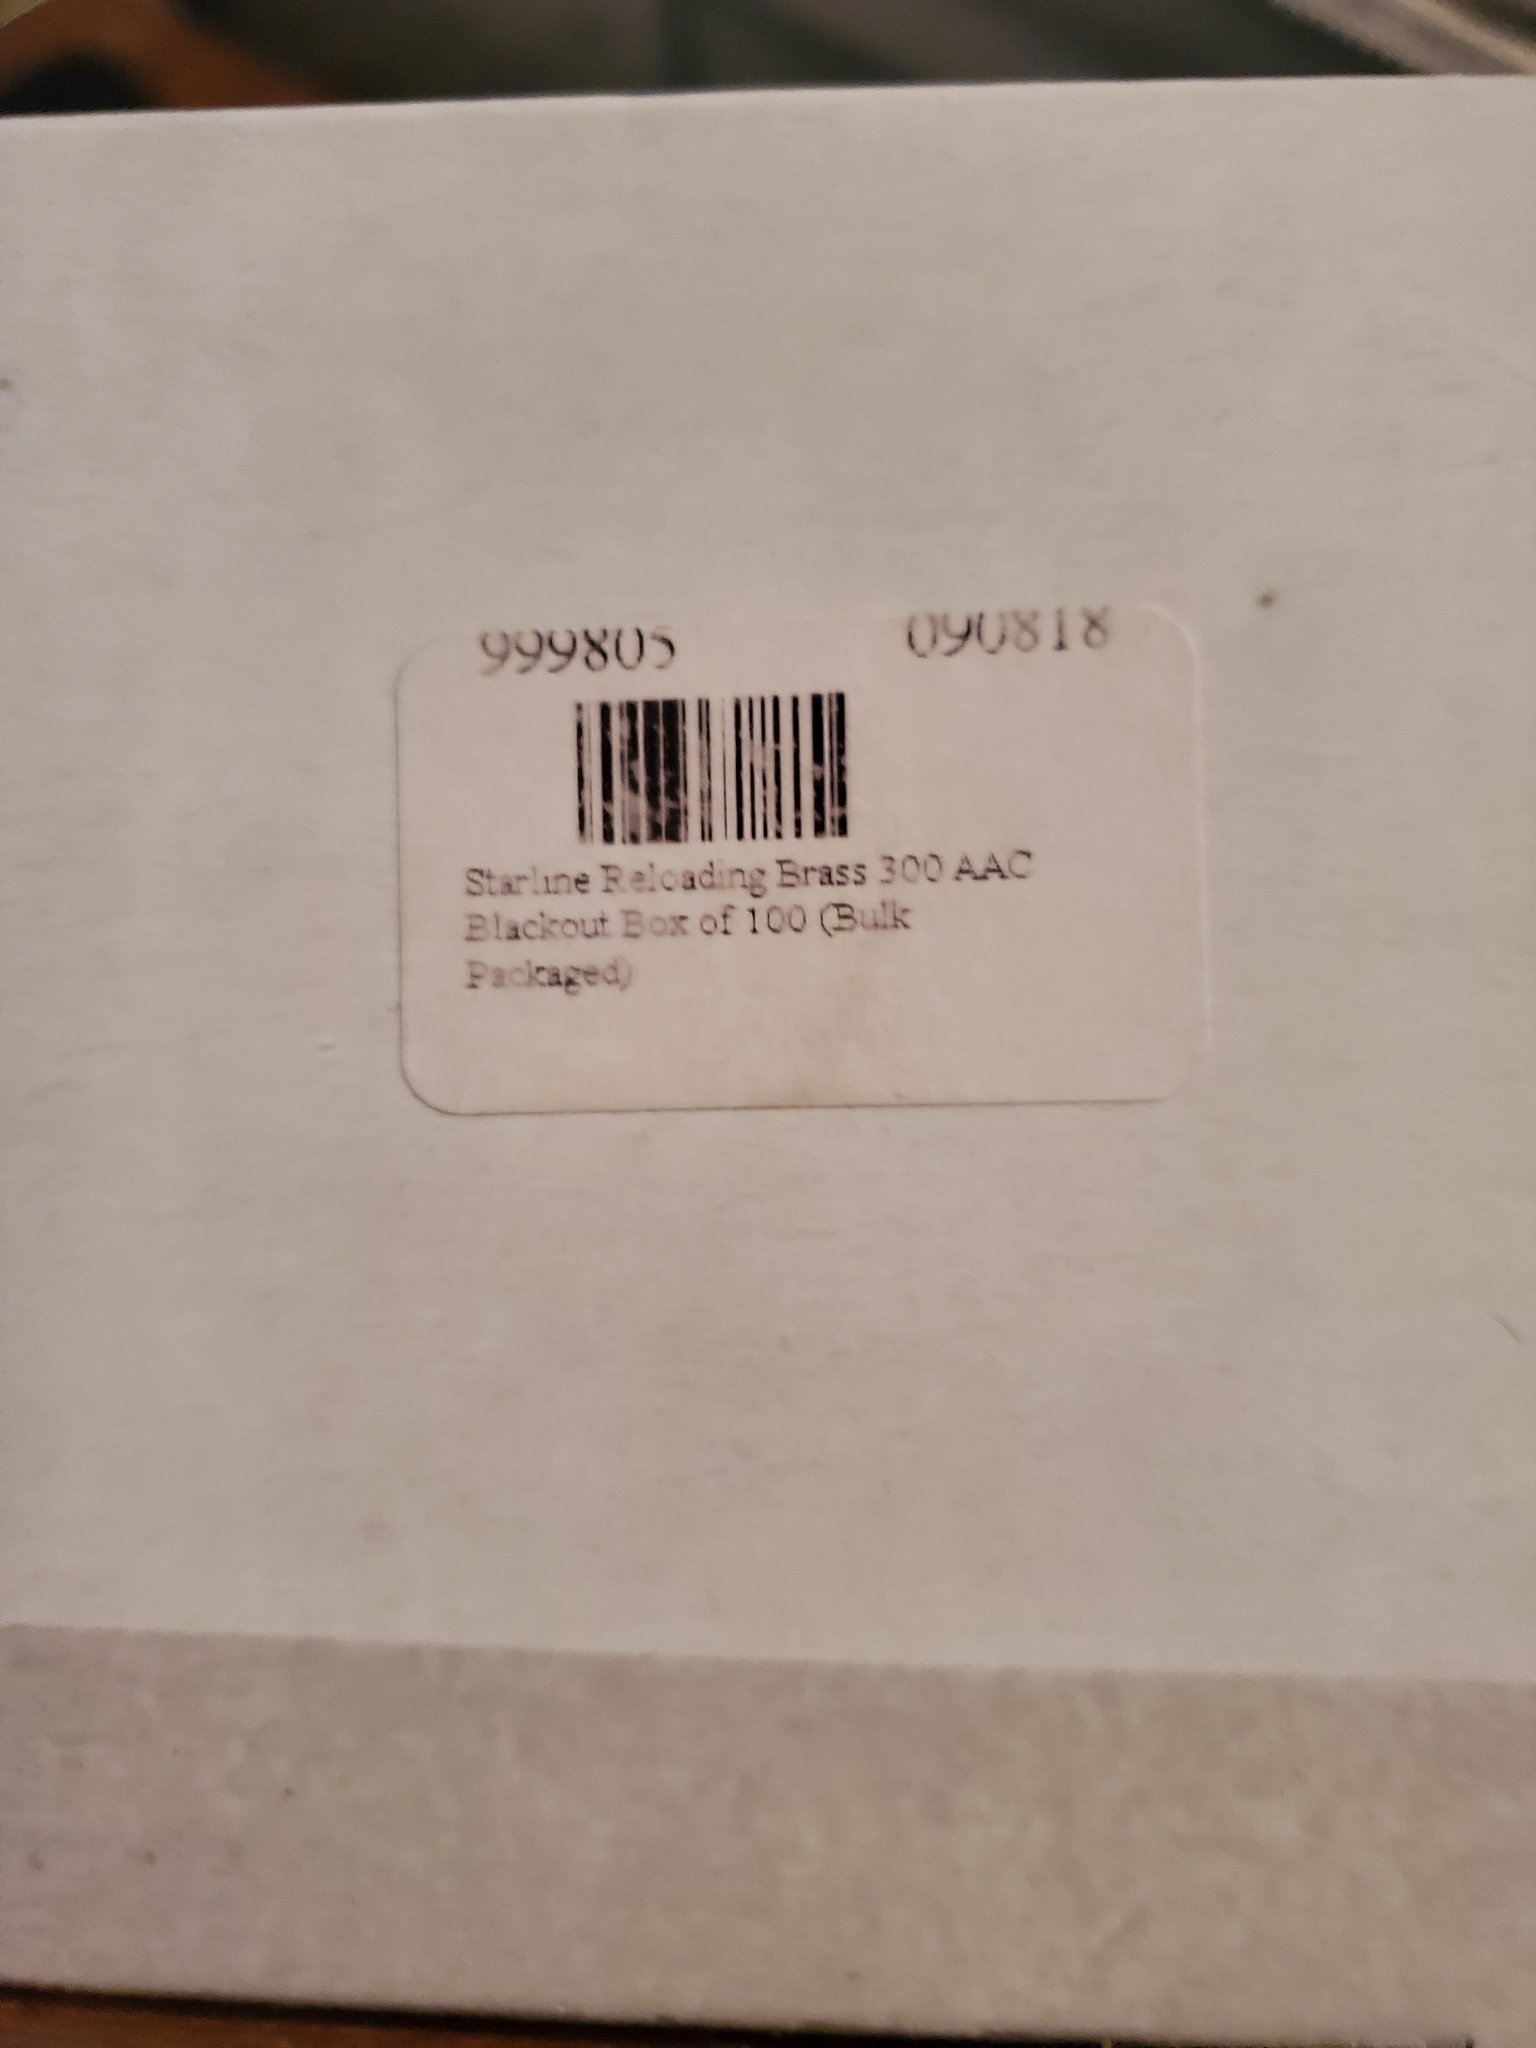 999805 090818
Starline Reloading Brass 300 AAC
Blackout Box of 100 (Bulk
Packaged)